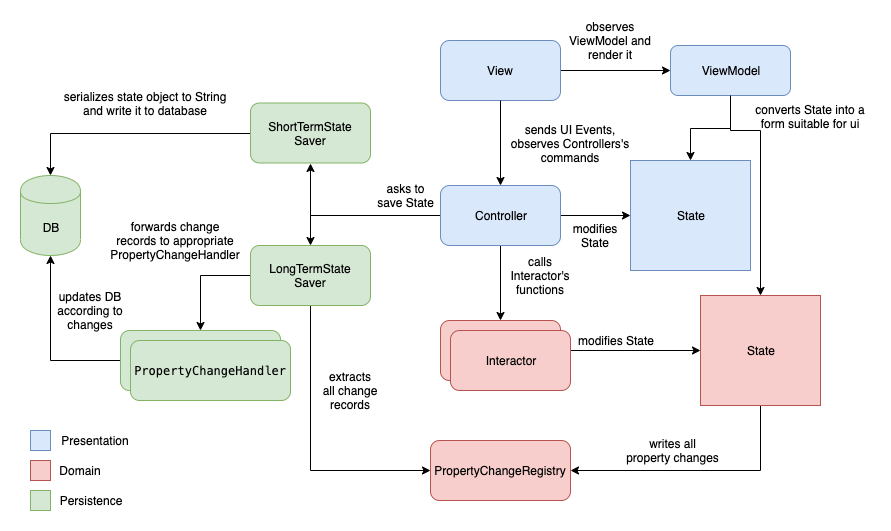 observes
ViewModel and
render it
View
ViewModel
serializes state object to String
and write it to database
converts State into a
form suitable for ui
ShortTermState
Saver
sends UI Events,
observes Controllers's
commands
asks to
save State
DB
Controller
State
forwards change
records to appropriate
PropertyChangeHandler
modifies
State
LongTermState
Saver
calls
Interactor's
functions
updates DB
according to
changes
modifies State
State
Interactor
PropertyChangeHandler
extracts
all change
records
Presentation
writes all
property changes
Domain
PropertyChangeRegistry
Persistence